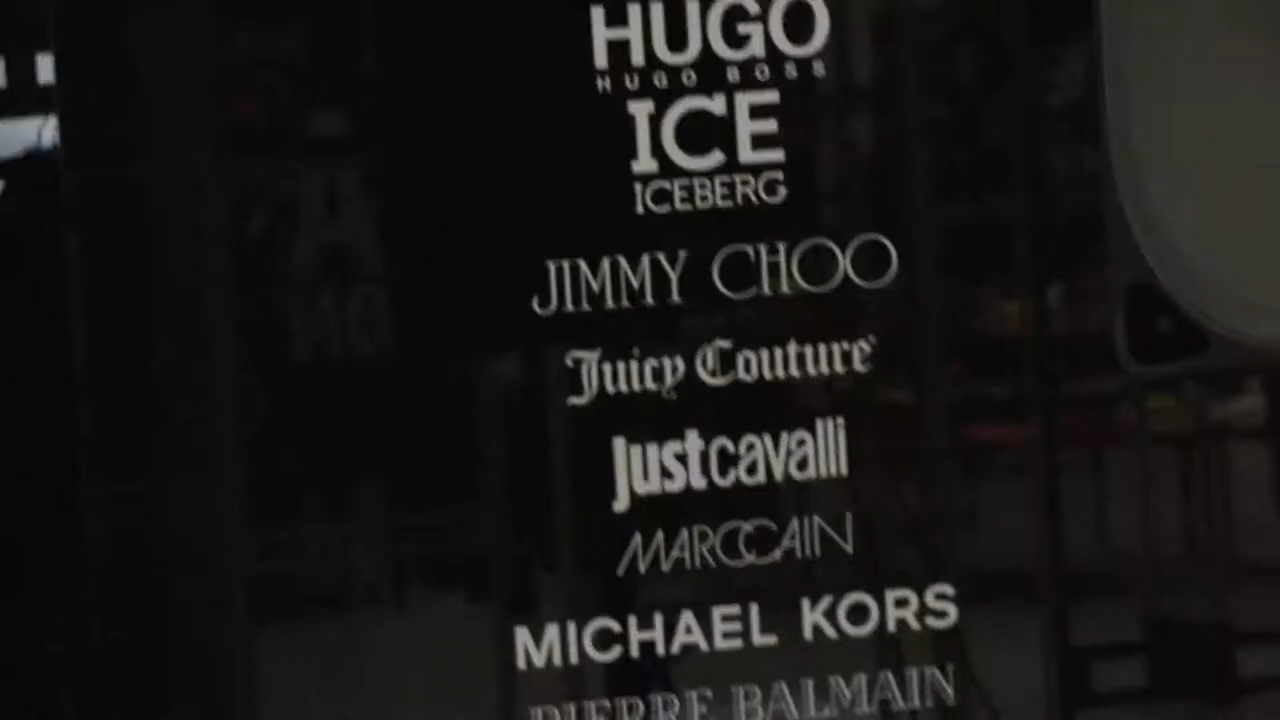 HUGO
HUGO BOSS
ICE
ICEBERG
JIMMY CHOO
Juicy Couture
justcavalli
MARCCAIN
MICHAEL KORS
PIERRE BALMAIN